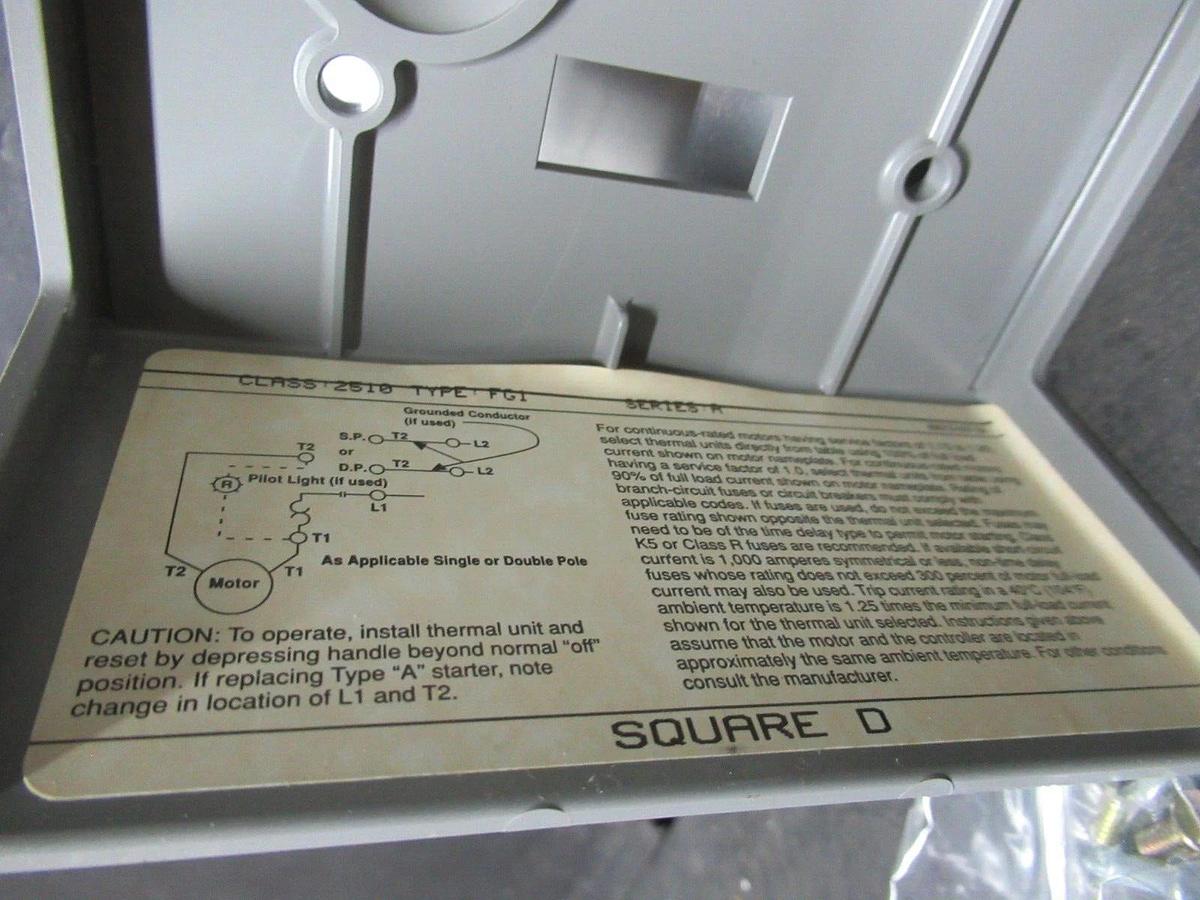 CLASS 2510 TYPE FG1
SERIES A
Grounded Conductor
(if used)
S.P. T2 L2
or
D.P. T2 L2
T2
R Pilot Light (if used)
L1
T1
As Applicable Single or Double Pole
T2 Motor T1
CAUTION: To operate, install thermal unit and
reset by depressing handle beyond normal "off"
position. If replacing Type "A" starter, note
change in location of L1 and T2.
For continuous-rated motors having service factors of
select thermal units directly from table using 100% of full load
current shown on motor nameplate. For continuous-rated motors
having a service factor of 1.0, select thermal units from table using
90% of full load current shown on motor nameplate. Rating of
branch-circuit fuses or circuit breakers must comply with
applicable codes. If fuses are used, do not exceed the maximum
fuse rating shown opposite the thermal unit selected. Fuses may
need to be of the time delay type to permit motor starting. Class
K5 or Class R fuses are recommended. If available short-circuit
current is 1,000 amperes symmetrical or less, non-time delay
fuses whose rating does not exceed 300 percent of motor full-load
current may also be used. Trip current rating in a 40°C (104°F)
ambient temperature is 1.25 times the minimum full-load current
shown for the thermal unit selected. Instructions given above
assume that the motor and the controller are located in
approximately the same ambient temperature. For other conditions
consult the manufacturer.
SQUARE D